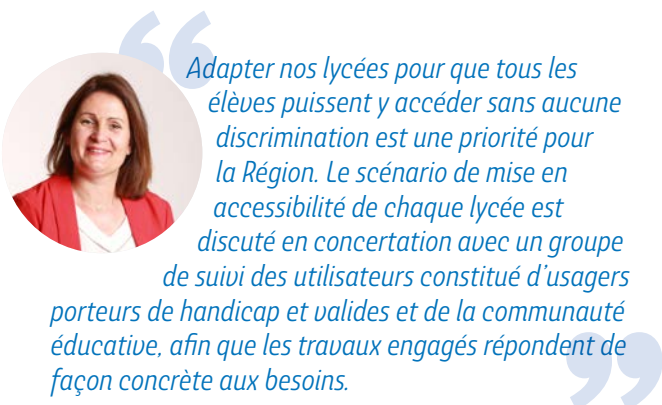 Adapter nos lycées pour que tous les
élèves puissent y accéder sans aucune
discrimination est une priorité pour
la Région. Le scénario de mise en
accessibilité de chaque lycée est
discuté en concertation avec un groupe
de suivi des utilisateurs constitué d’usagers
porteurs de handicap et valides et de la communauté
éducative, afin que les travaux engagés répondent de
façon concrète aux besoins.